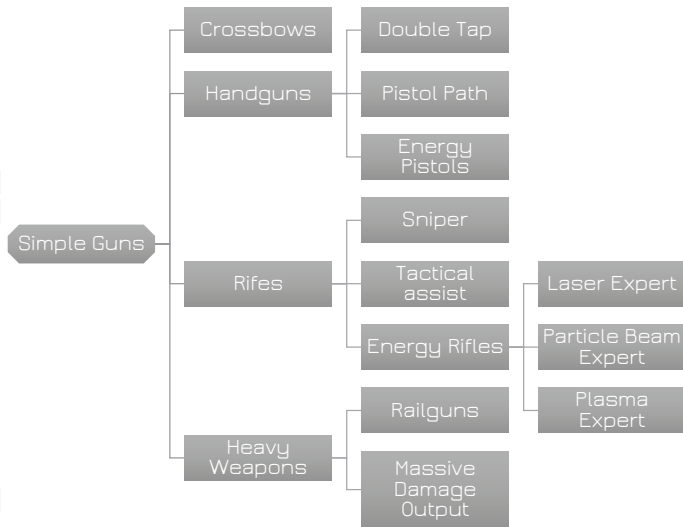 Simple Guns
Crossbows
Handguns
Double Tap
Pistol Path
Energy
Pistols
Rifes
Sniper
Tactical
assist
Energy Rifles
Laser Expert
Particle Beam
Expert
Plasma
Expert
Heavy
Weapons
Railguns
Massive
Damage
Output